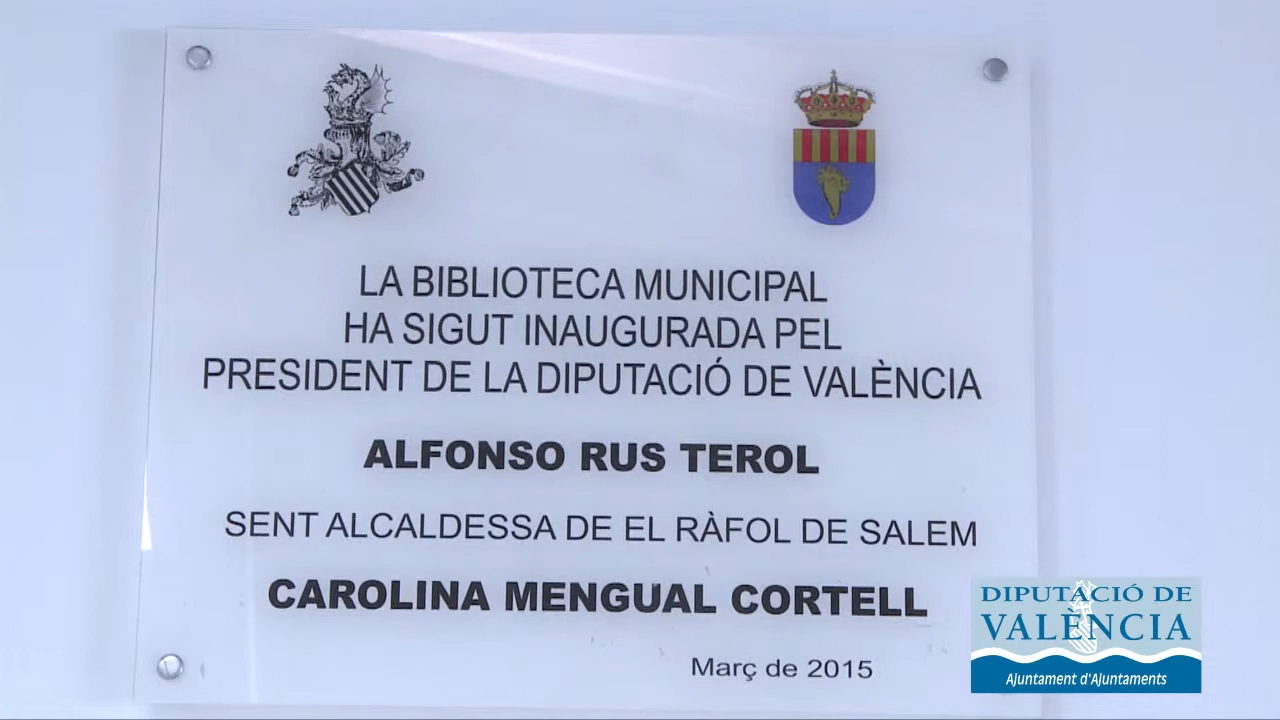 LA BIBLIOTECA MUNICIPAL
HA SIGUT INAUGURADA PEL
PRESIDENT DE LA DIPUTACIÓ DE VALÈNCIA
ALFONSO RUS TEROL
SENT ALCALDESSA DE EL RÀFOL DE SALEM
CAROLINA MENGUAL CORTELL
Març de 2015
DIPUTACIÓ DE
VALÈNCIA
Ajuntament d'Ajuntaments